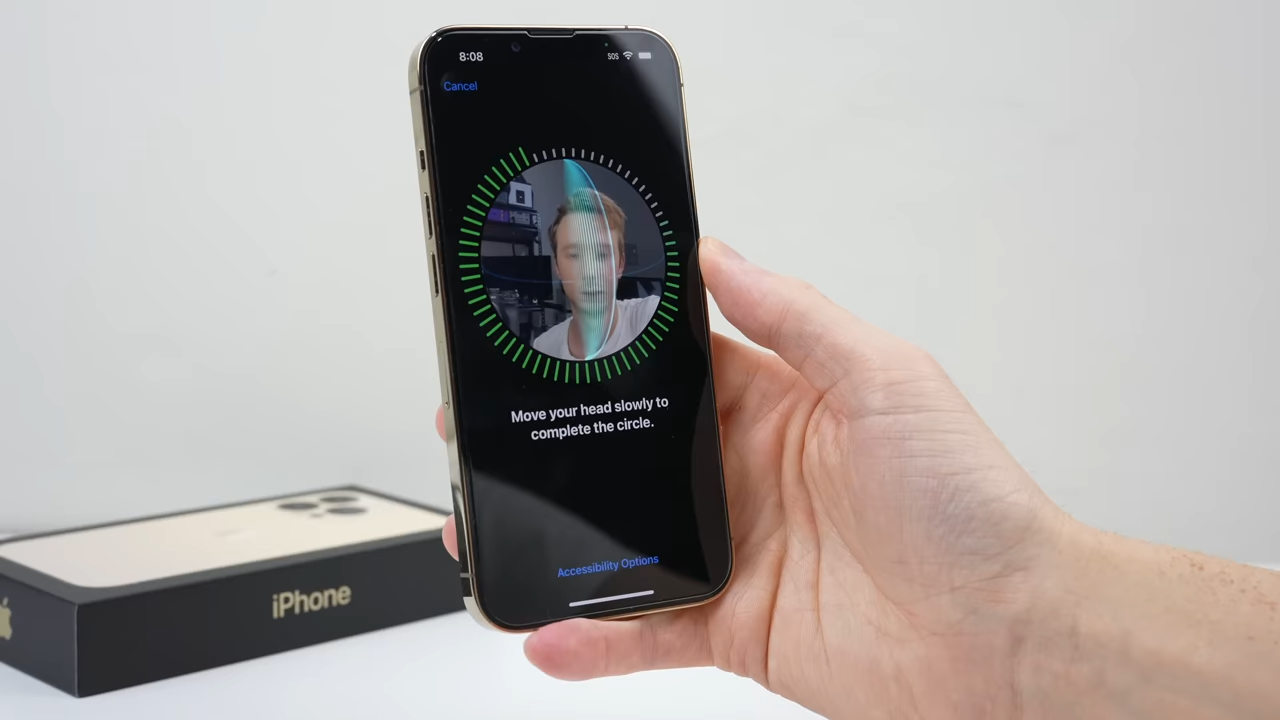 8:08
SOS
Cancel
Move your head slowly to
complete the circle.
Accessibility Options
iPhone